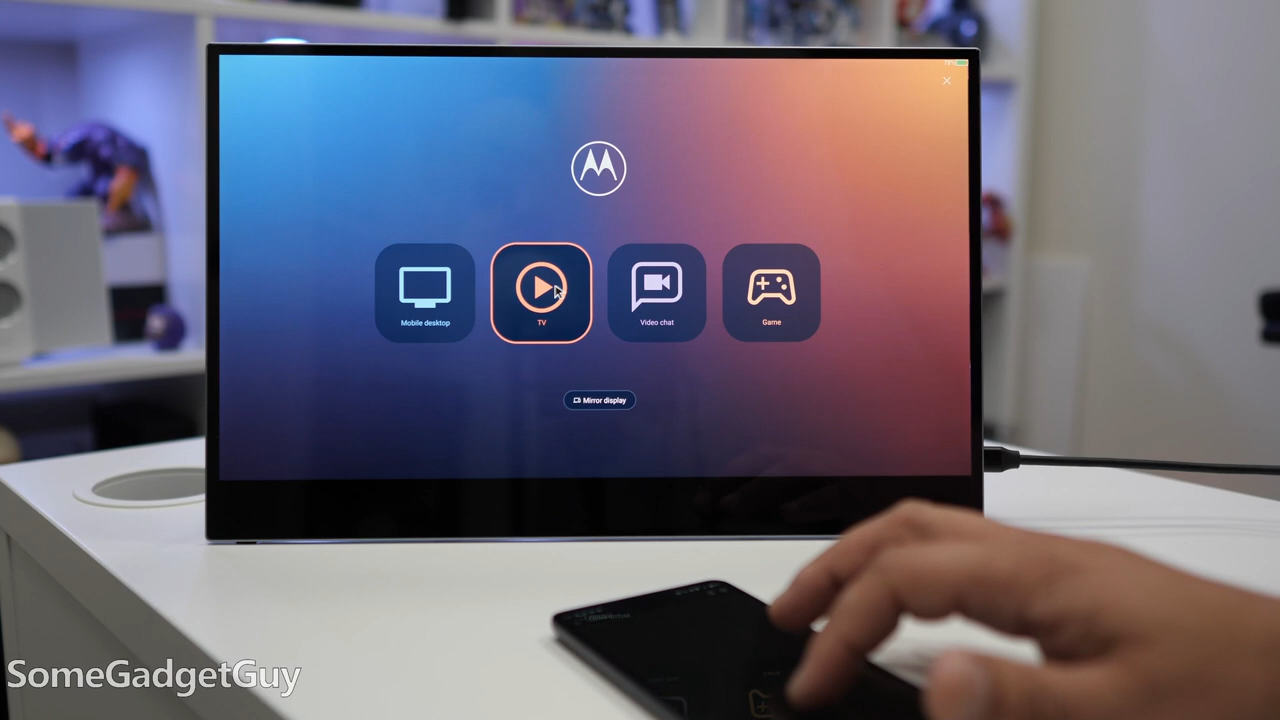 Mobile desktop
TV
Video chat
Game
Mirror display
SomeGadgetGuy